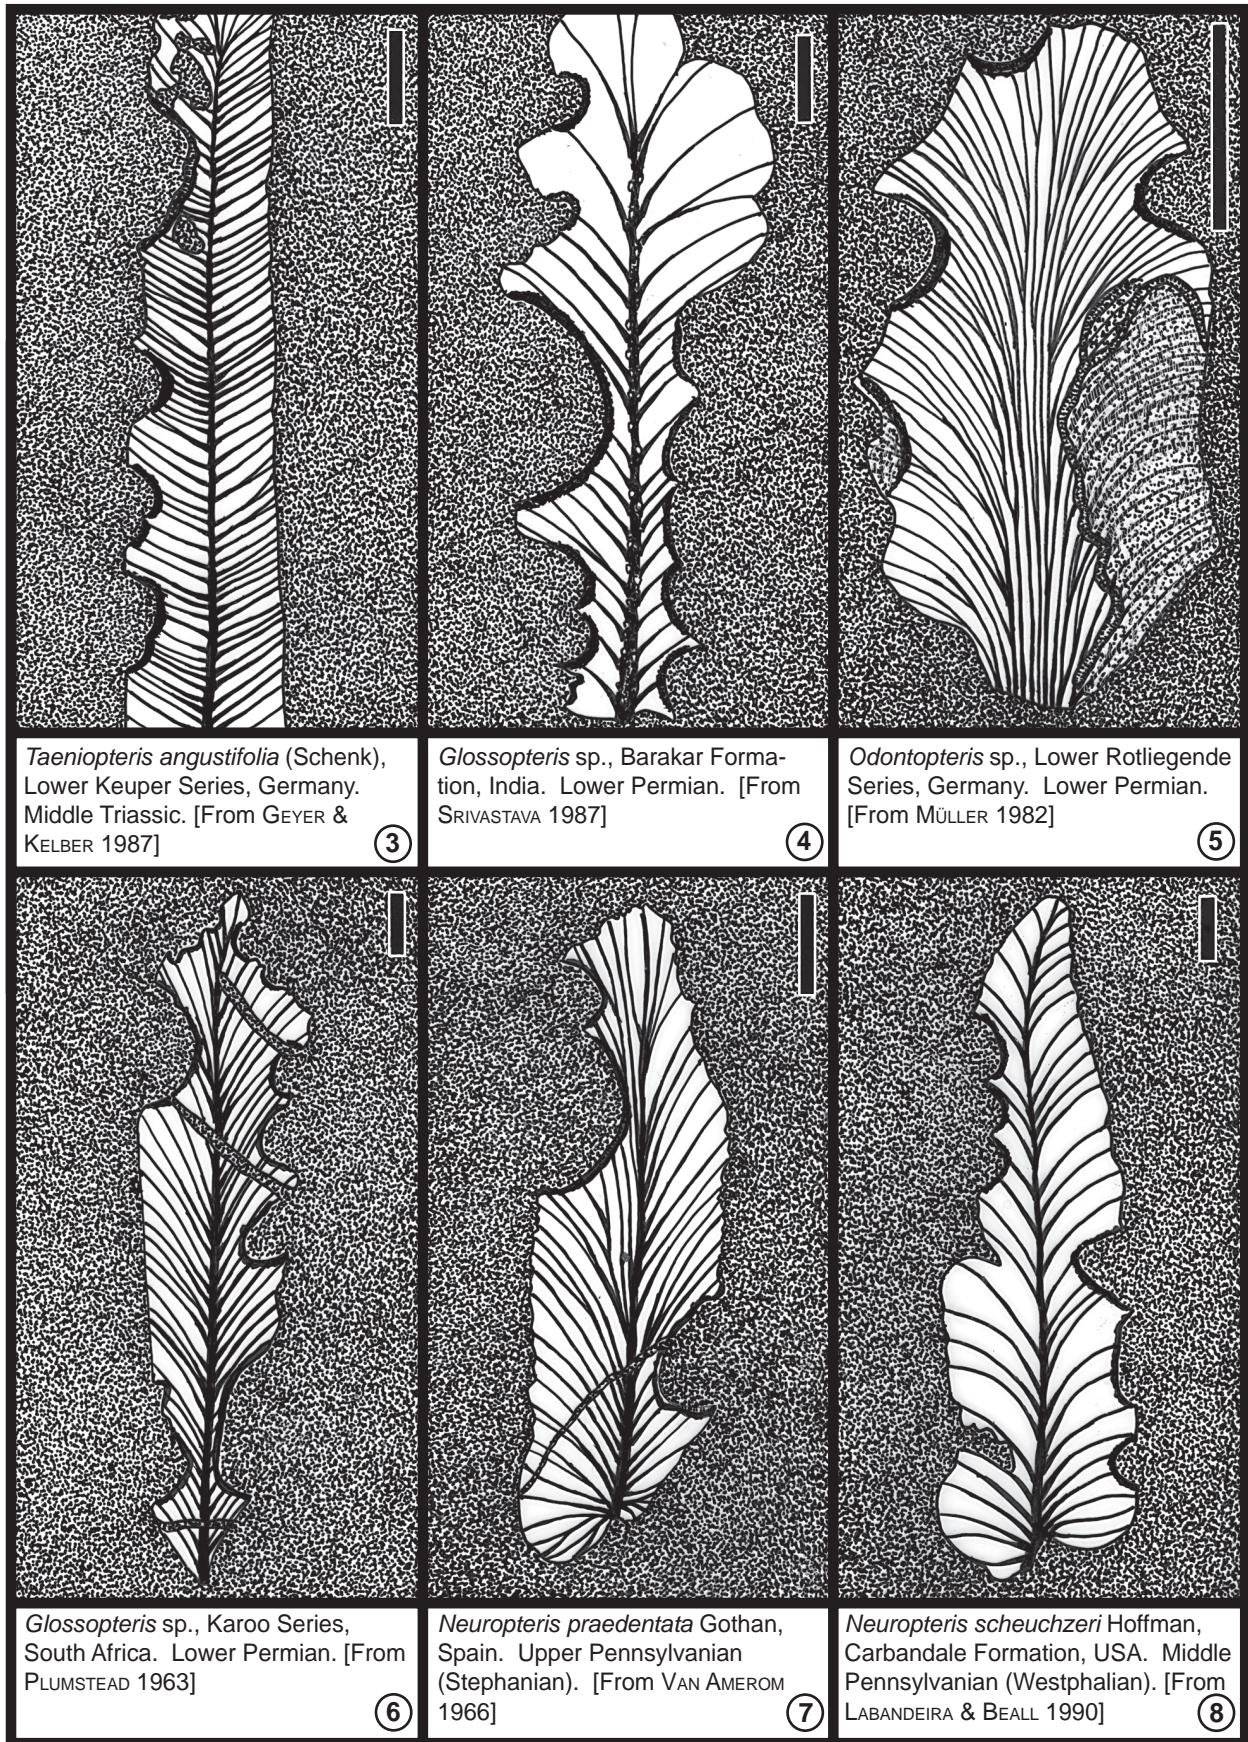 Taeniopteris angustifolia (Schenk),
Lower Keuper Series, Germany.
Middle Triassic. [From GEYER &
KELBER 1987]
3
Glossopteris sp., Barakar Forma-
tion, India. Lower Permian. [From
SRIVASTAVA 1987]
4
Odontopteris sp., Lower Rotliegende
Series, Germany. Lower Permian.
[From MÜLLER 1982]
5
Glossopteris sp., Karoo Series,
South Africa. Lower Permian. [From
PLUMSTEAD 1963]
6
Neuropteris praedentata Gothan,
Spain. Upper Pennsylvanian
(Stephanian). [From VAN AMEROM
1966]
7
Neuropteris scheuchzeri Hoffman,
Carbandale Formation, USA. Middle
Pennsylvanian (Westphalian). [From
LABANDEIRA & BEALL 1990]
8